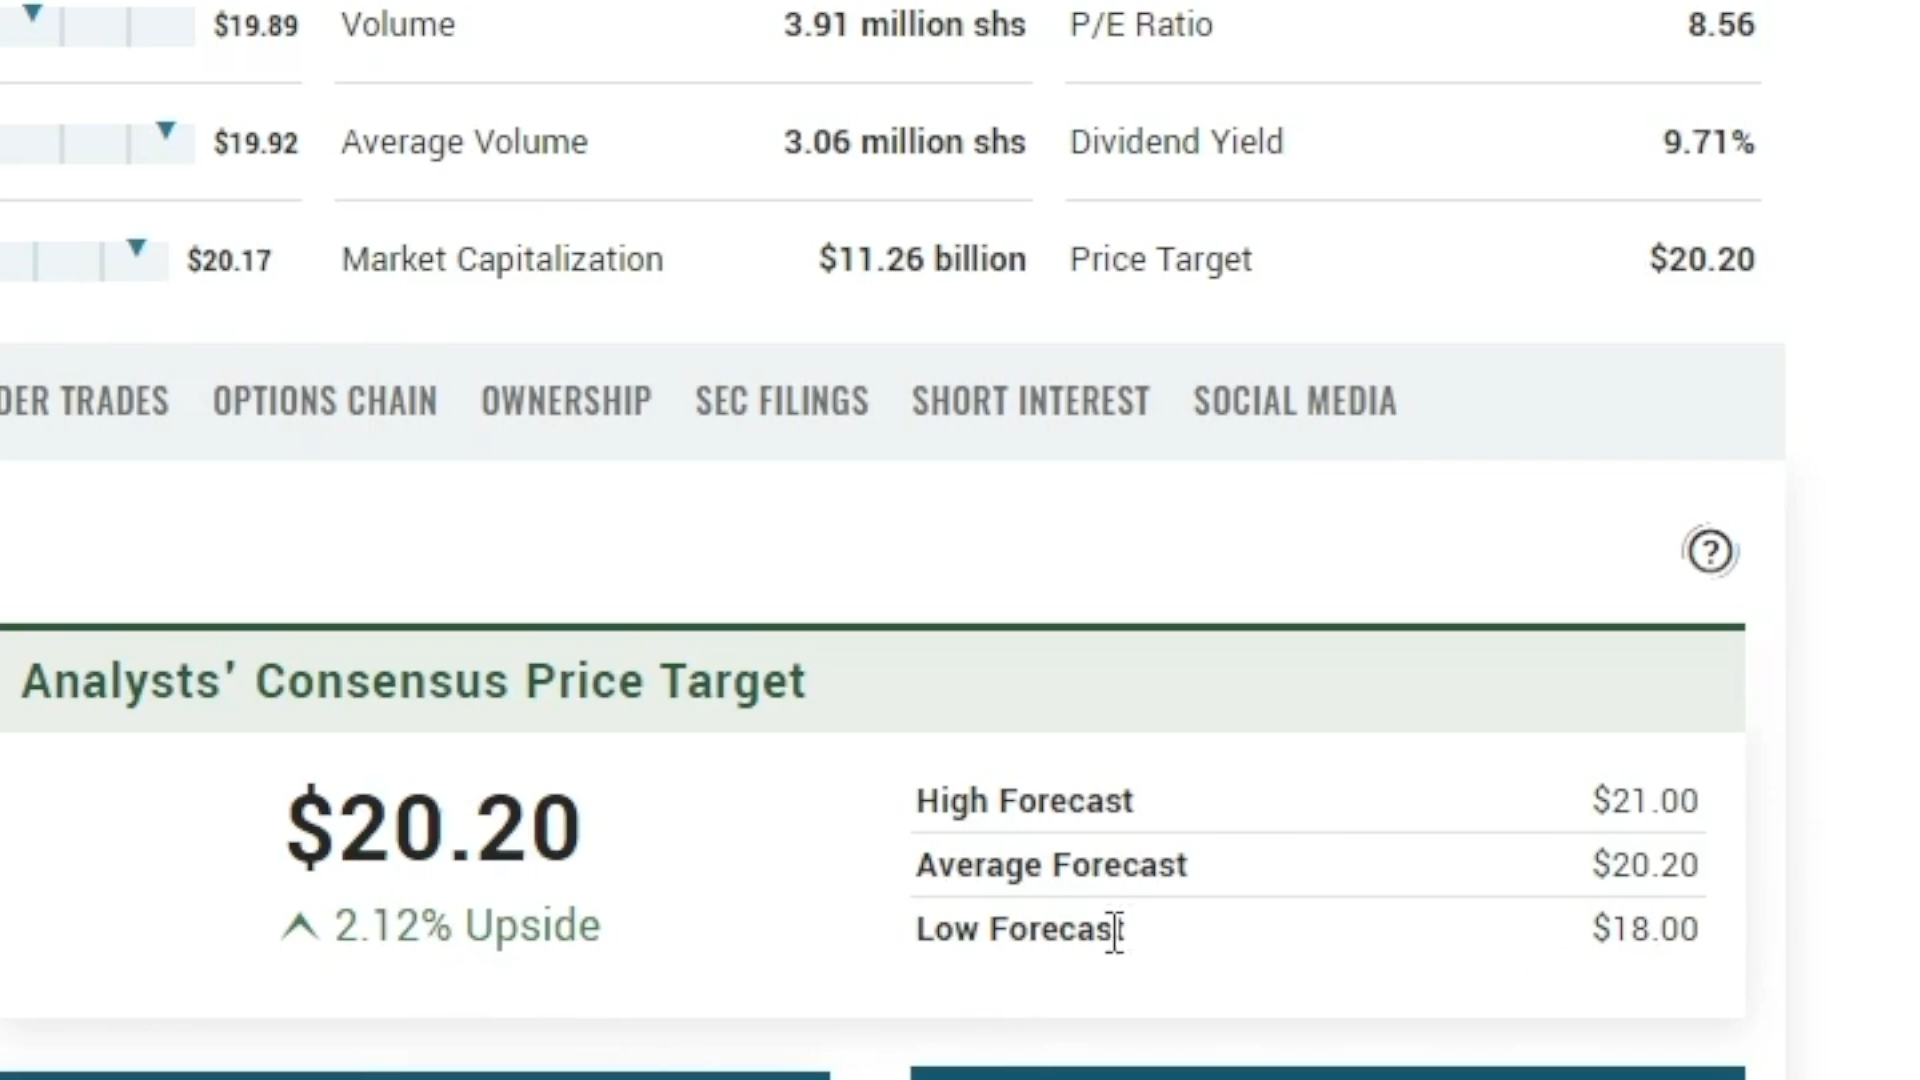 $19.89 Volume 3.91 million shs P/E Ratio 8.56
$19.92 Average Volume 3.06 million shs Dividend Yield 9.71%
$20.17 Market Capitalization $11.26 billion Price Target $20.20
DER TRADES OPTIONS CHAIN OWNERSHIP SEC FILINGS SHORT INTEREST SOCIAL MEDIA
?
Analysts' Consensus Price Target
$20.20
2.12% Upside
High Forecast $21.00
Average Forecast $20.20
Low Forecast $18.00